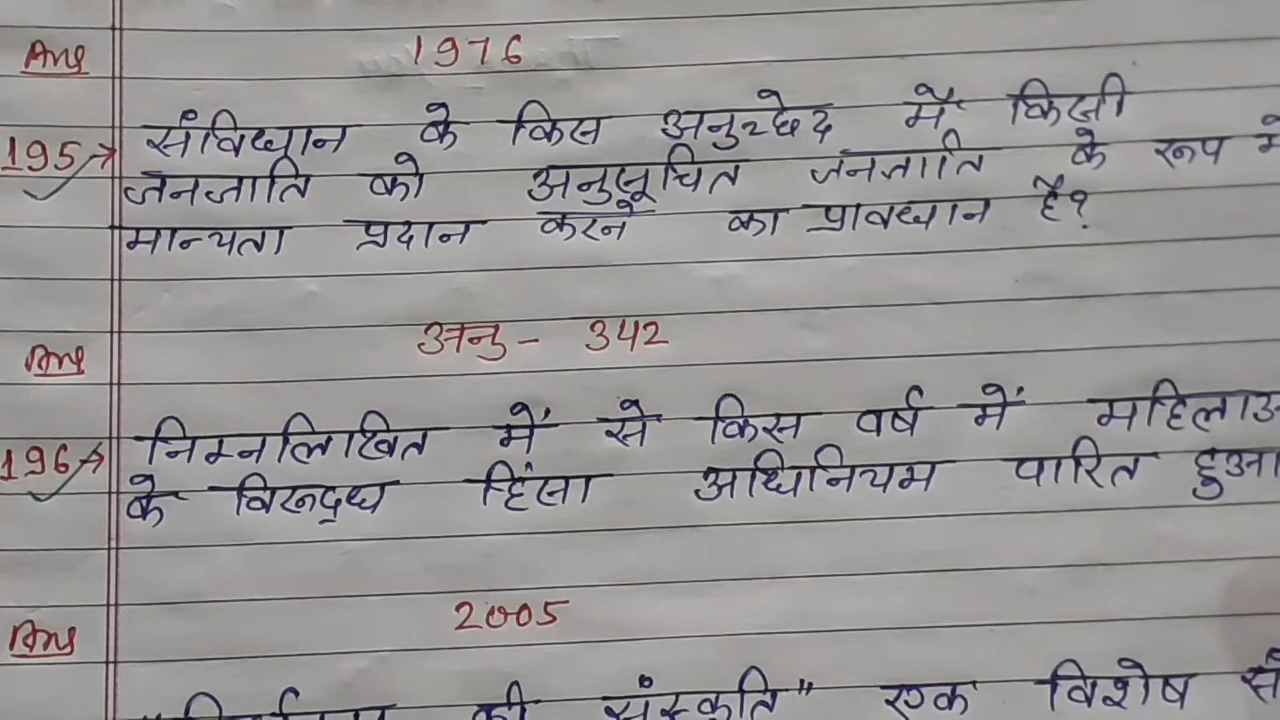 Ans 1976
195→ संविधान के किस अनुच्छेद में किसी
जनजाति को अनुसूचित जनजाति के रूप मे
मान्यता प्रदान करने का प्रावधान है?
Ans अनु- 342
196→ निम्नलिखित में से किस वर्ष में महिलाउ
के विरुद्ध हिंसा अधिनियम पारित हुआ
Ans 2005
की संस्कृति" एक विशेष